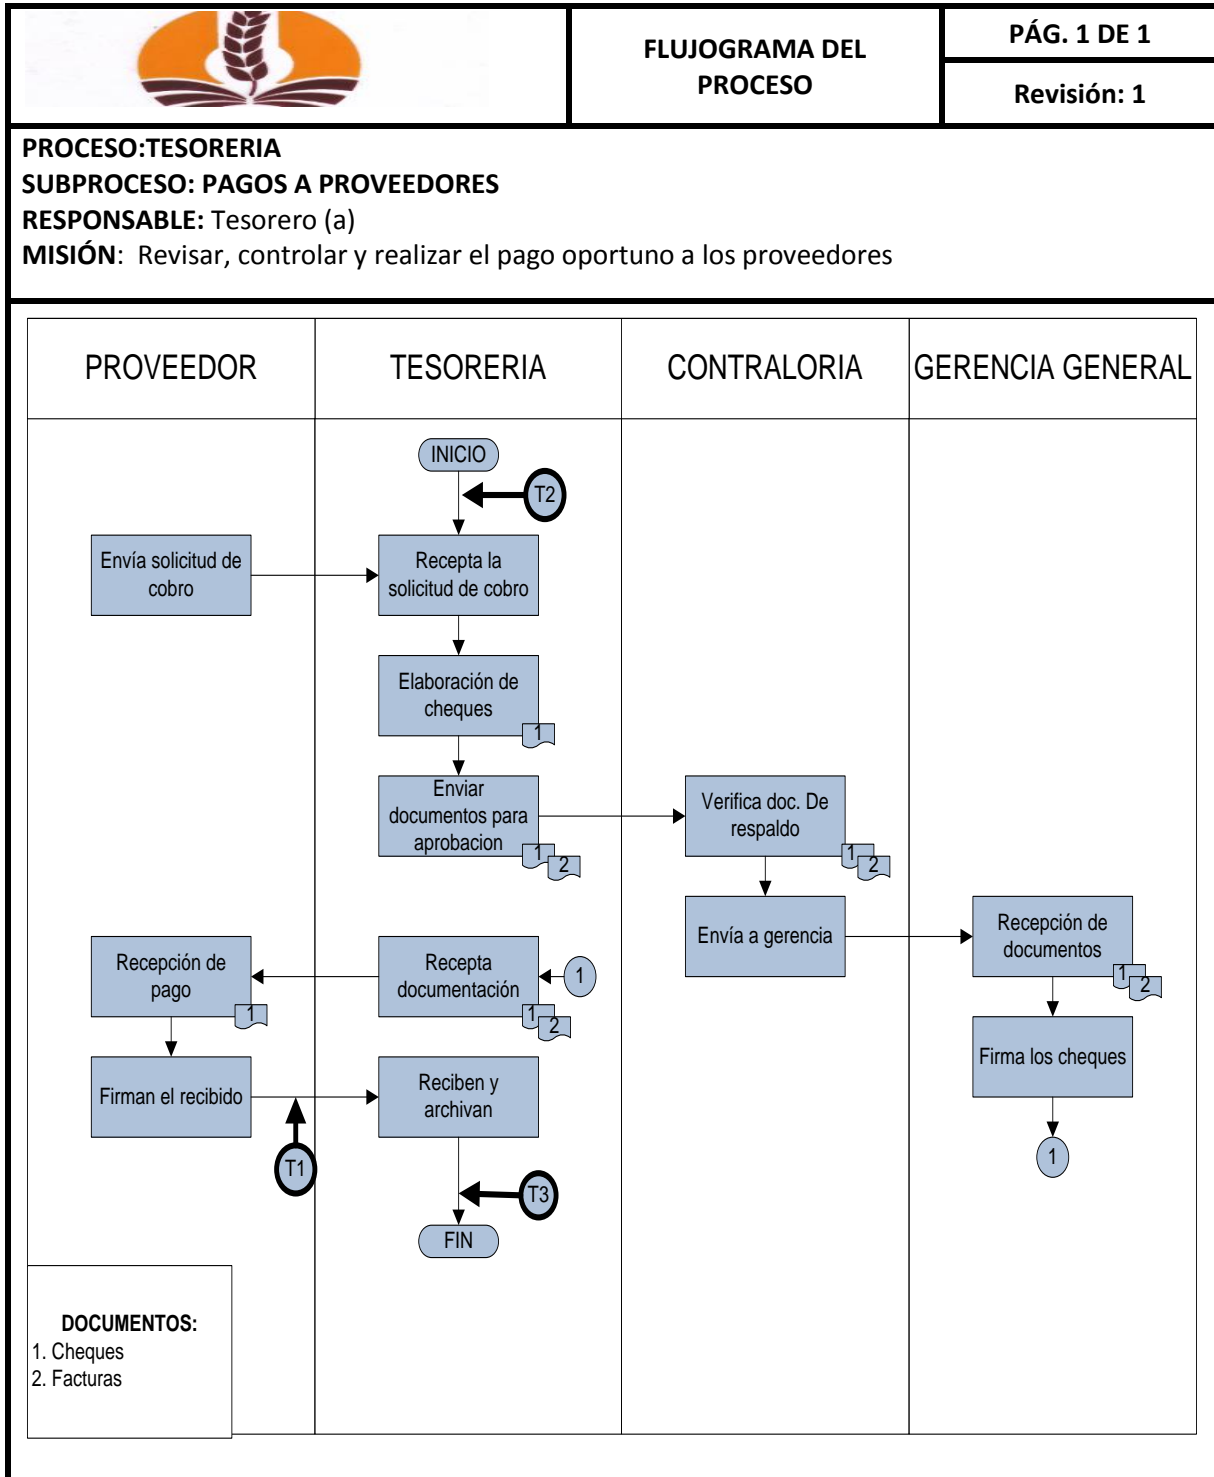 FLUJOGRAMA DEL
PROCESO
PÁG. 1 DE 1
Revisión: 1
PROCESO:TESORERIA
SUBPROCESO: PAGOS A PROVEEDORES
RESPONSABLE: Tesorero (a)
MISIÓN: Revisar, controlar y realizar el pago oportuno a los proveedores
PROVEEDOR
TESORERIA
CONTRALORIA
GERENCIA GENERAL
INICIO
T2
Envía solicitud de
cobro
Recepta la
solicitud de cobro
Elaboración de
cheques
1
Enviar
documentos para
aprobacion
1
2
Verifica doc. De
respaldo
1
2
Envía a gerencia
Recepción de
documentos
1
2
Recepción de
pago
1
Recepta
documentación
1
2
1
Firma los cheques
Firman el recibido
Reciben y
archivan
1
T1
T3
FIN
DOCUMENTOS:
1. Cheques
2. Facturas